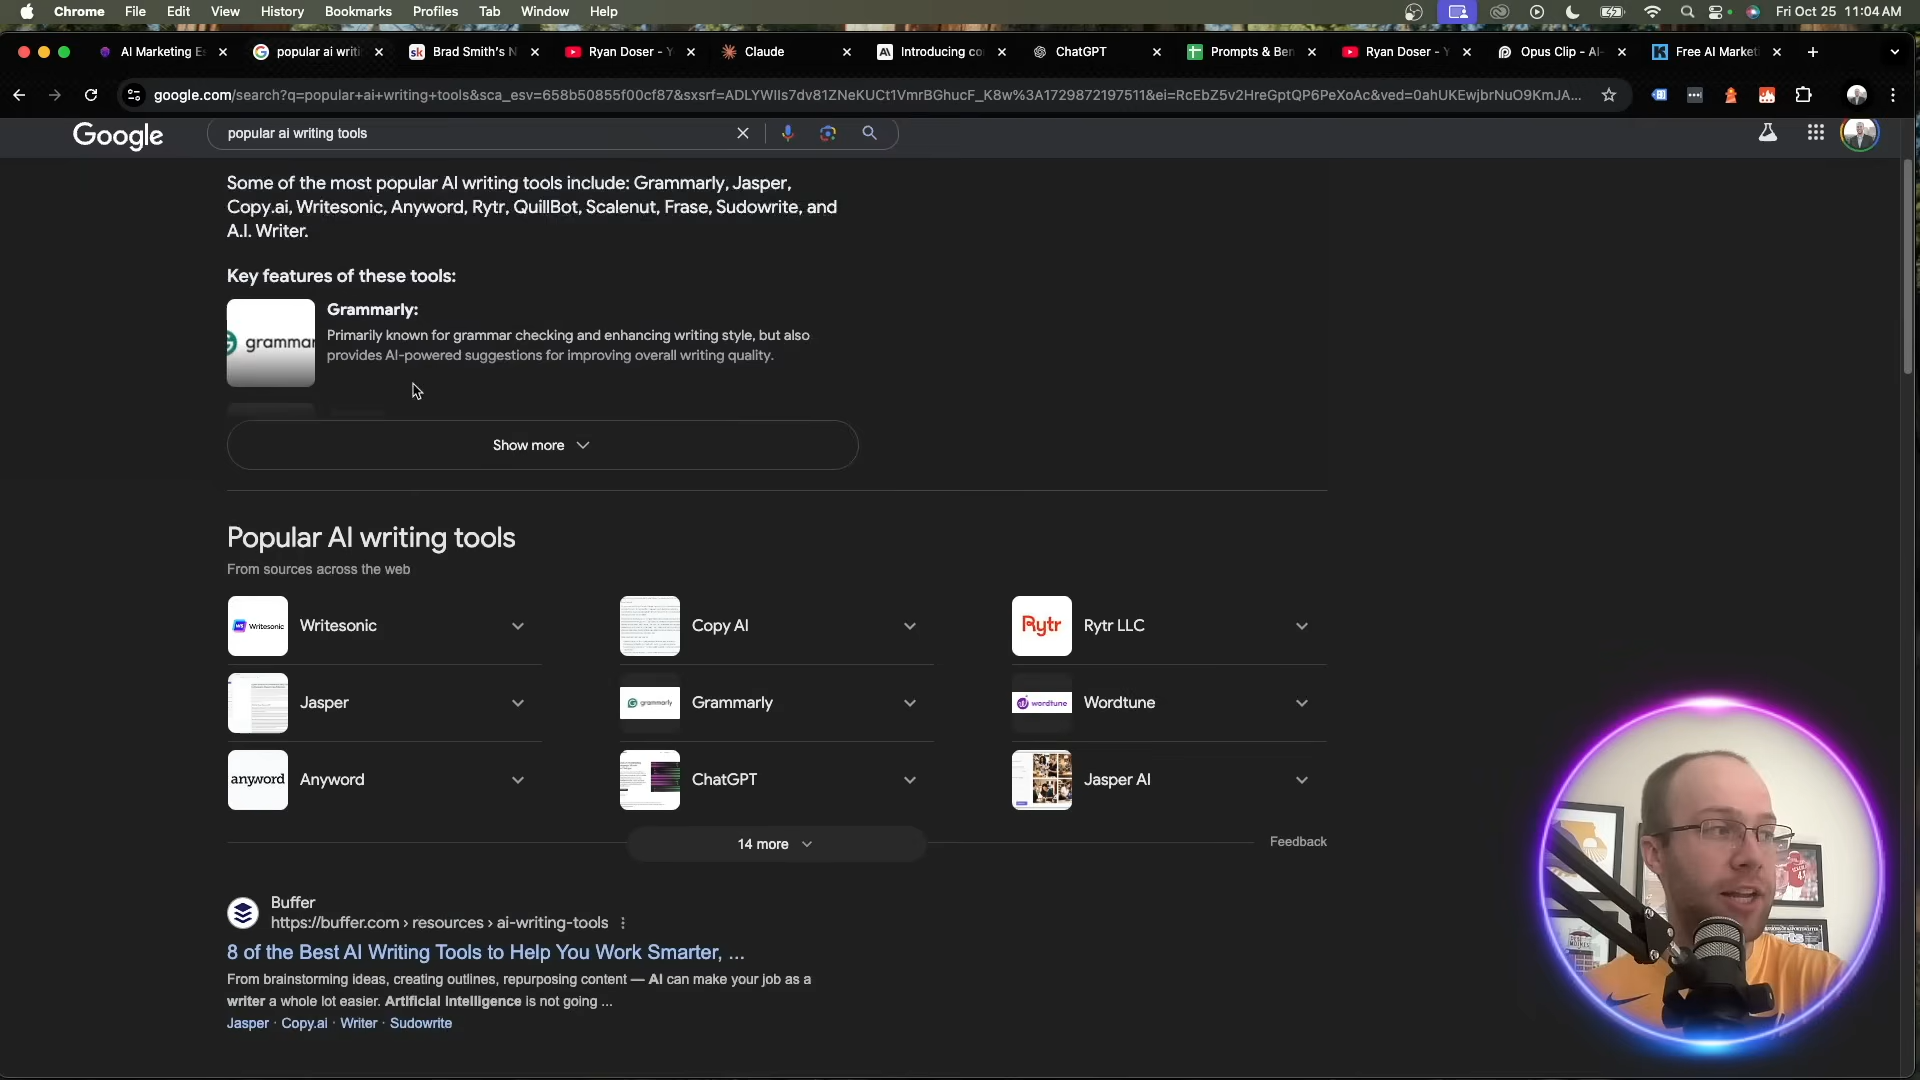 Chrome File Edit View History Bookmarks Profiles Tab Window Help Fri Oct 25 11:04 AM
AI Marketing Es popular ai writi Brad Smith's N Ryan Doser - Y Claude Introducing co ChatGPT Prompts & Ben Ryan Doser - Y Opus Clip - AI- Free AI Market
google.com/search?q=popular+ai+writing+tools&sca_esv=658b50855f00cf87&sxsrf=ADLYWIIs7dv81ZNeKUCt1VmrBGhucF_K8w%3A1729872197511&ei=RcEbZ5v2HreGptQP6PeXoAc&ved=0ahUKEwjbrNuO9KmJA...
Google popular ai writing tools
Some of the most popular AI writing tools include: Grammarly, Jasper,
Copy.ai, Writesonic, Anyword, Rytr, QuillBot, Scalenut, Frase, Sudowrite, and
A.I. Writer.
Key features of these tools:
grammar
Grammarly:
Primarily known for grammar checking and enhancing writing style, but also
provides AI-powered suggestions for improving overall writing quality.
Show more
Popular AI writing tools
From sources across the web
Writesonic Writesonic Copy AI Rytr Rytr LLC
Jasper grammarly Grammarly wordtune Wordtune
anyword Anyword ChatGPT Jasper AI
14 more Feedback
Buffer
https://buffer.com › resources › ai-writing-tools
8 of the Best AI Writing Tools to Help You Work Smarter, ...
From brainstorming ideas, creating outlines, repurposing content — AI can make your job as a
writer a whole lot easier. Artificial intelligence is not going ...
Jasper · Copy.ai · Writer · Sudowrite